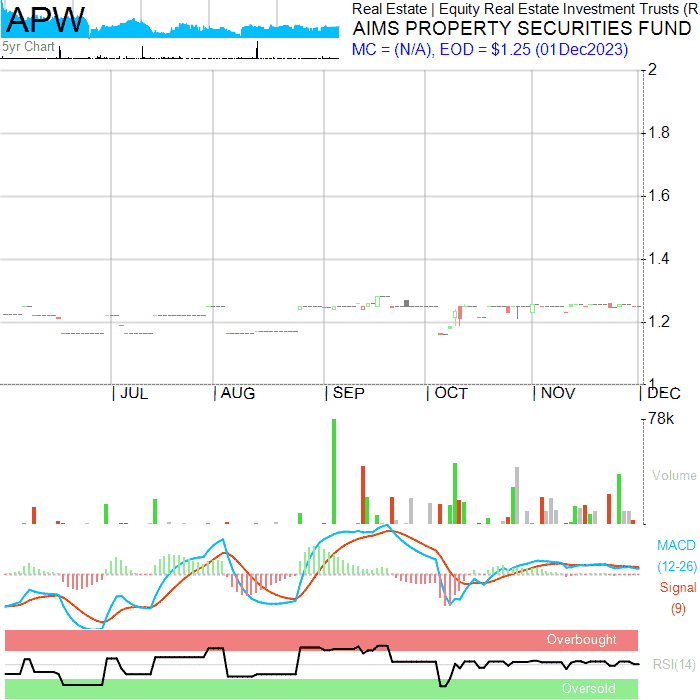 APW
5yr Chart
Real Estate | Equity Real Estate Investment Trusts (R
AIMS PROPERTY SECURITIES FUND
MC = (N/A), EOD = $1.25 (01Dec2023)
2
1.8
1.6
1.4
1.2
1
| JUL | AUG | SEP | OCT | NOV | DEC
78k
Volume
MACD
(12-26)
Signal
(9)
Overbought
RSI(14)
Oversold